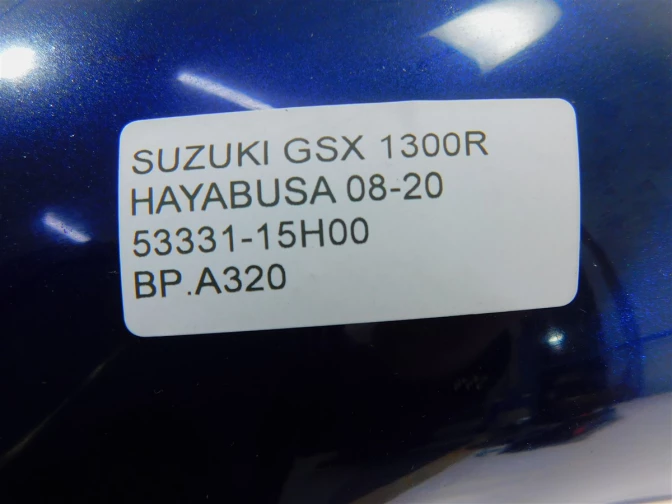 SUZUKI GSX 1300R
HAYABUSA 08-20
53331-15H00
BP.A320